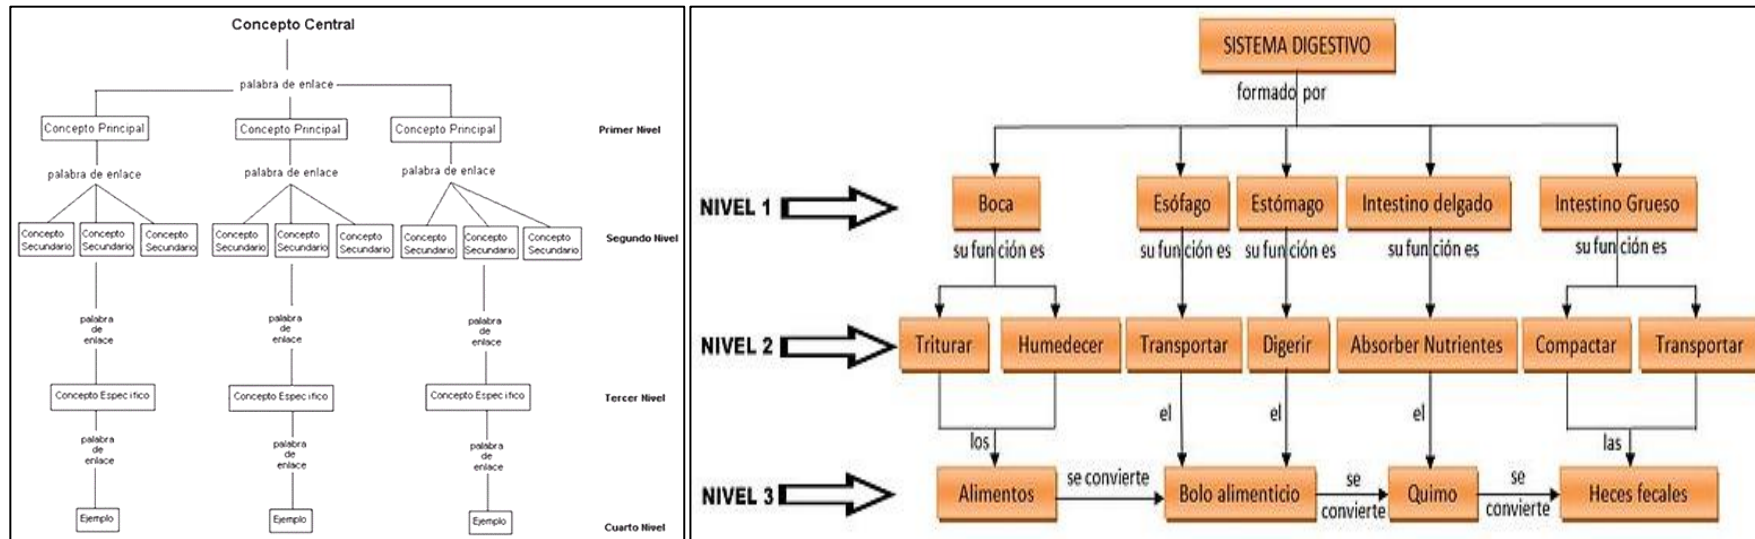 Concepto Central
palabra de enlace
Concepto Principal
Concepto Principal
Concepto Principal
Primer Nivel
palabra de enlace
palabra de enlace
palabra de enlace
Concepto
Secundario
Concepto
Secundario
Concepto
Secundario
Concepto
Secundario
Concepto
Secundario
Concepto
Secundario
Concepto
Secundario
Concepto
Secundario
Concepto
Secundario
Segundo Nivel
palabra
de
enlace
palabra
de
enlace
palabra
de
enlace
Concepto Específico
Concepto Específico
Concepto Específico
Tercer Nivel
palabra
de
enlace
palabra
de
enlace
palabra
de
enlace
Ejemplo
Ejemplo
Ejemplo
Cuarto Nivel
SISTEMA DIGESTIVO
formado por
NIVEL 1
Boca
Esófago
Estómago
Intestino delgado
Intestino Grueso
su función es
su función es
su función es
su función es
su función es
NIVEL 2
Triturar
Humedecer
Transportar
Digerir
Absorber Nutrientes
Compactar
Transportar
los
el
el
el
las
NIVEL 3
Alimentos
se convierte
Bolo alimenticio
se
convierte
Quimo
se
convierte
Heces fecales